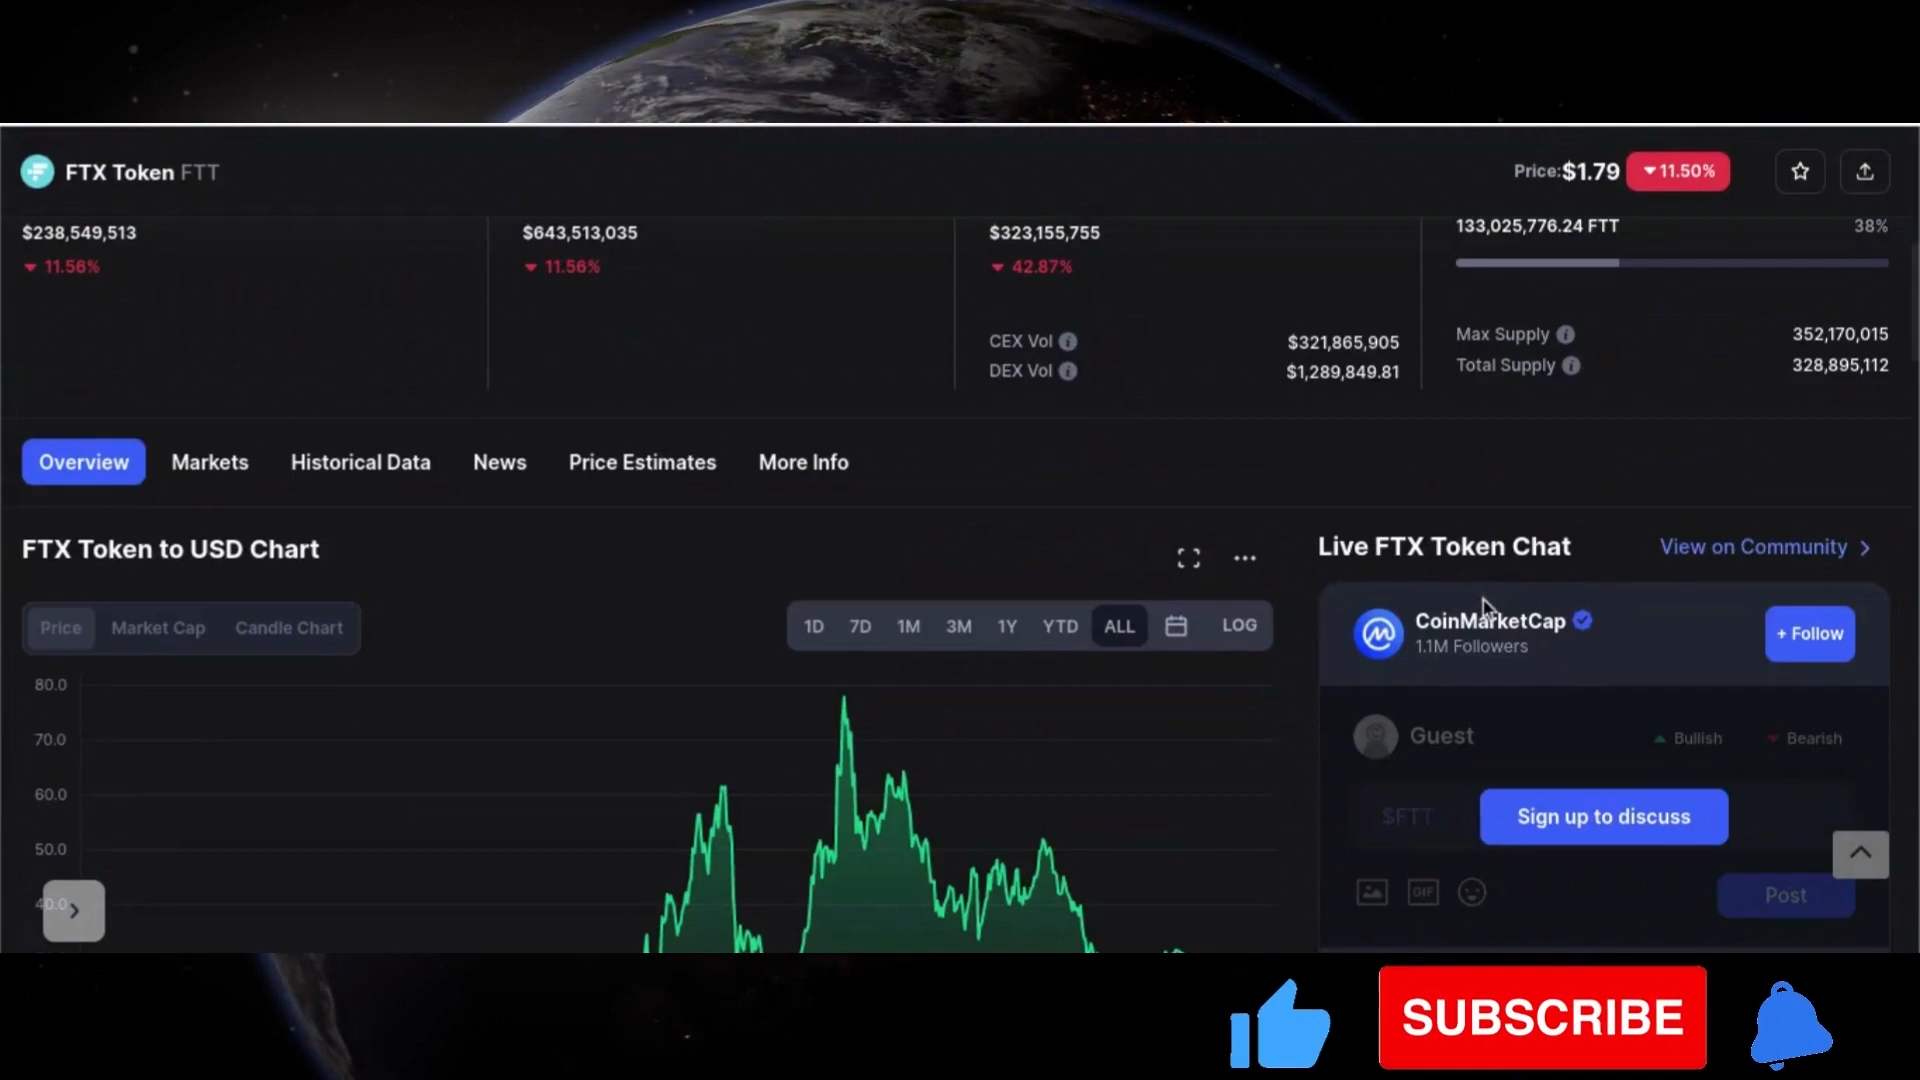 FTX Token FTT
Price:$1.79 11.50%
$238,549,513
11.56%
$643,513,035
11.56%
$323,155,755
42.87%
CEX Vol $321,865,905
DEX Vol $1,289,849.81
133,025,776.24 FTT 38%
Max Supply 352,170,015
Total Supply 328,895,112
Overview Markets Historical Data News Price Estimates More Info
FTX Token to USD Chart
Price Market Cap Candle Chart
1D 7D 1M 3M 1Y YTD ALL LOG
80.0
70.0
60.0
50.0
40.0
Live FTX Token Chat View on Community
CoinMarketCap
1.1M Followers
+ Follow
Guest Bullish Bearish
$FTT
Sign up to discuss
GIF
Post
SUBSCRIBE